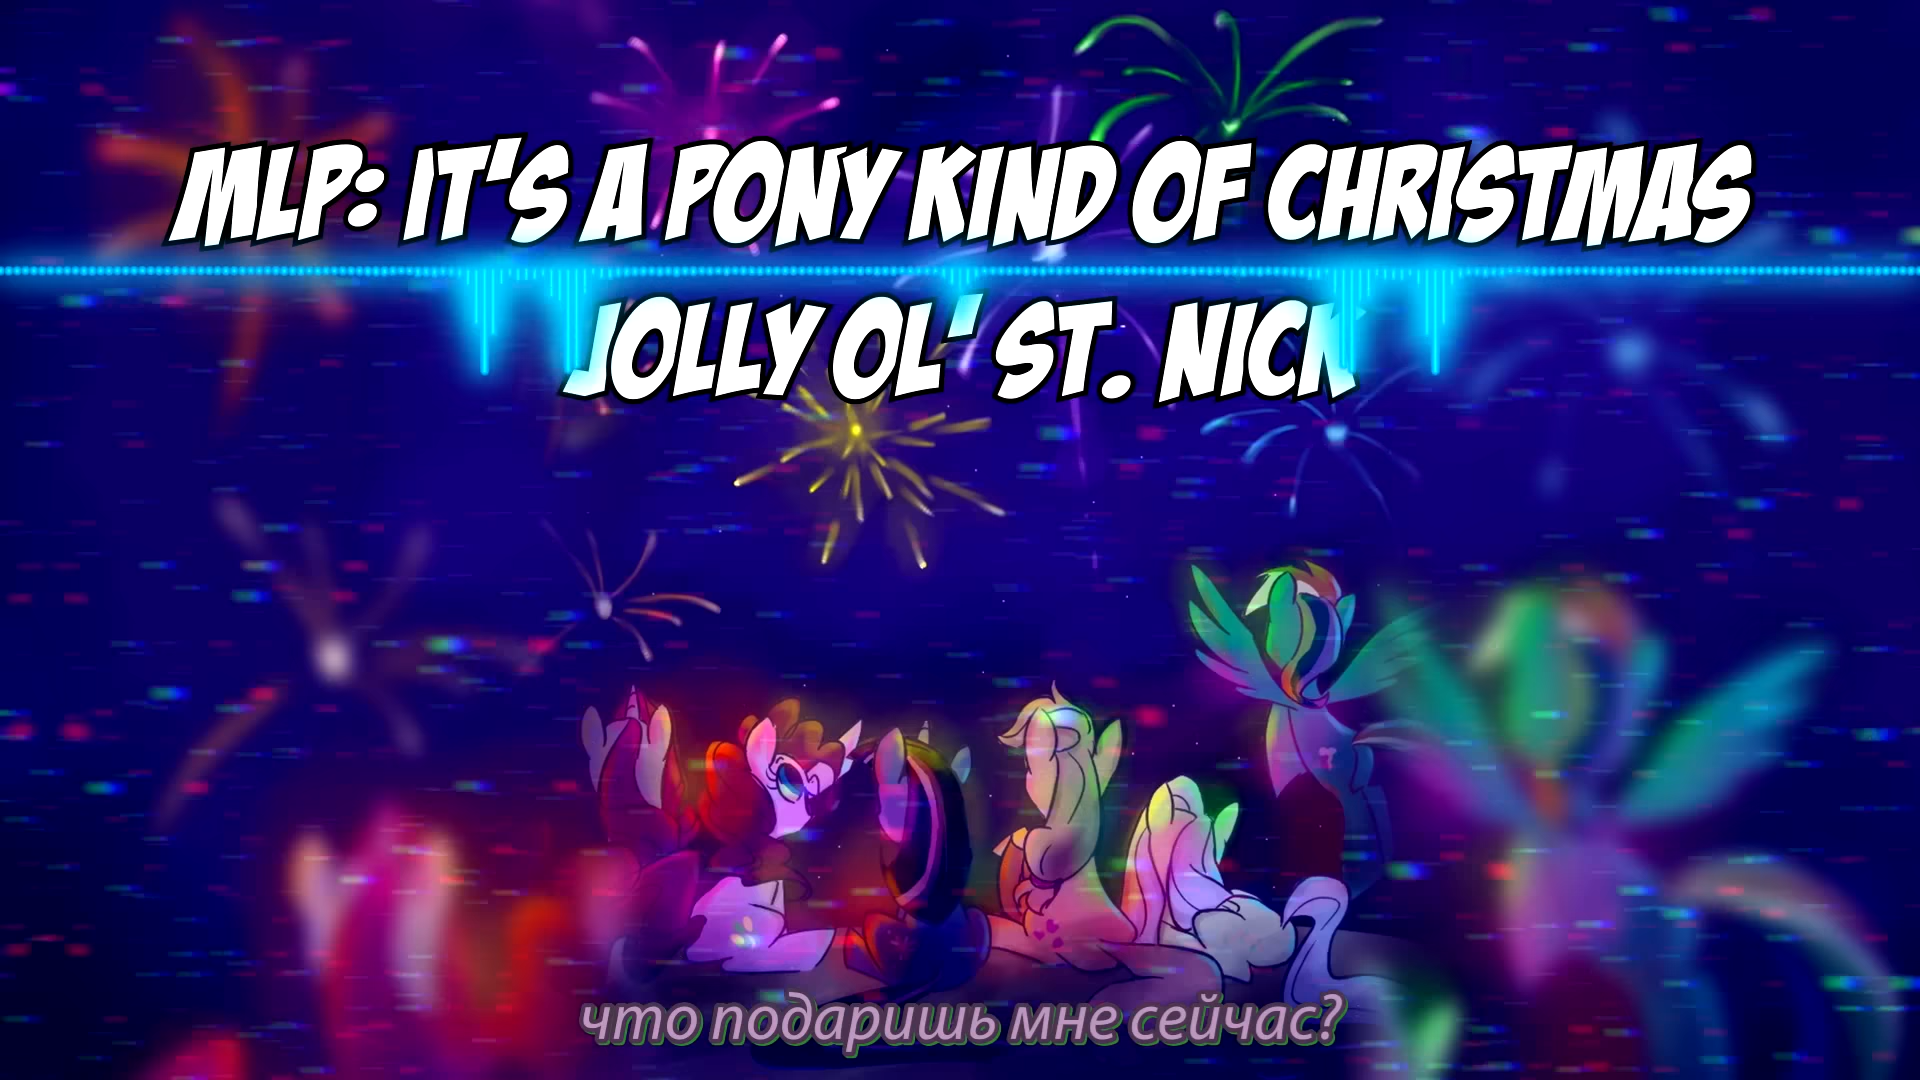 MLP: IT'S A PONY KIND OF CHRISTMAS
JOLLY OL' ST. NICK
что подаришь мне сейчас?